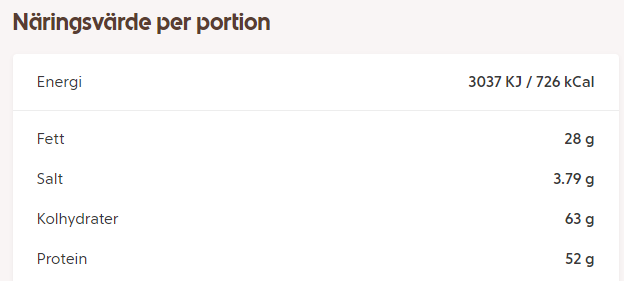 Näringsvärde per portion
Energi 3037 KJ / 726 kCal
Fett 28 g
Salt 3.79 g
Kolhydrater 63 g
Protein 52 g